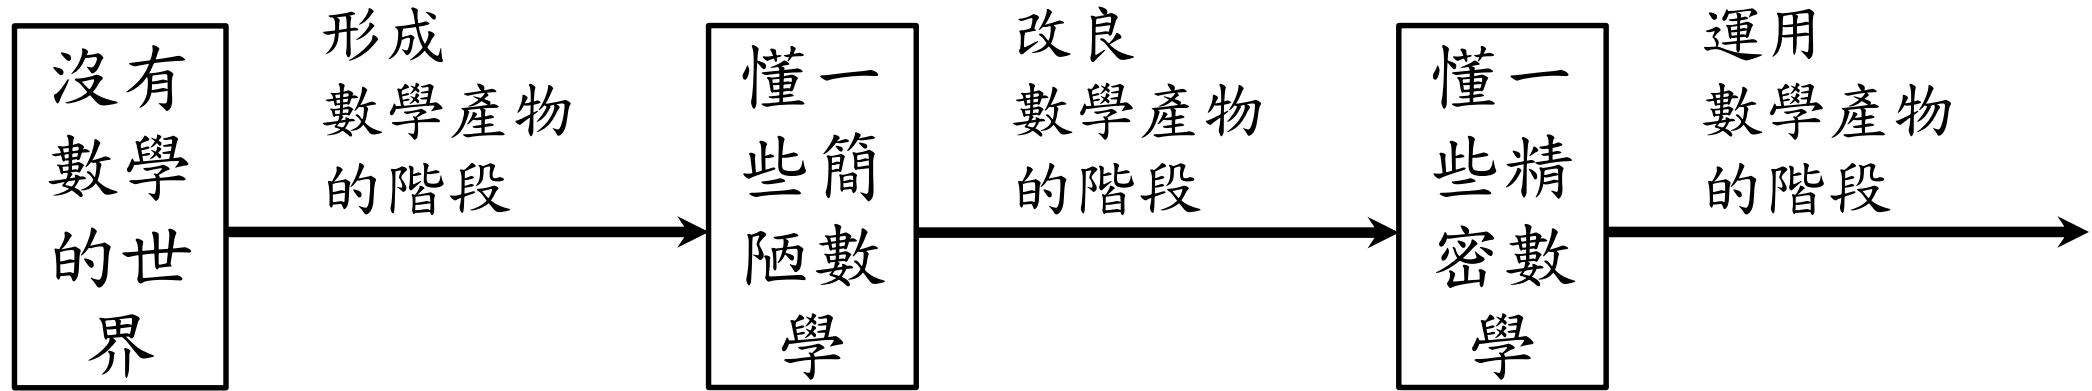 沒有
數學
的世
界
形成
數學產物
的階段
懂一
些簡
陋數
學
改良
數學產物
的階段
懂一
些精
密數
學
運用
數學產物
的階段